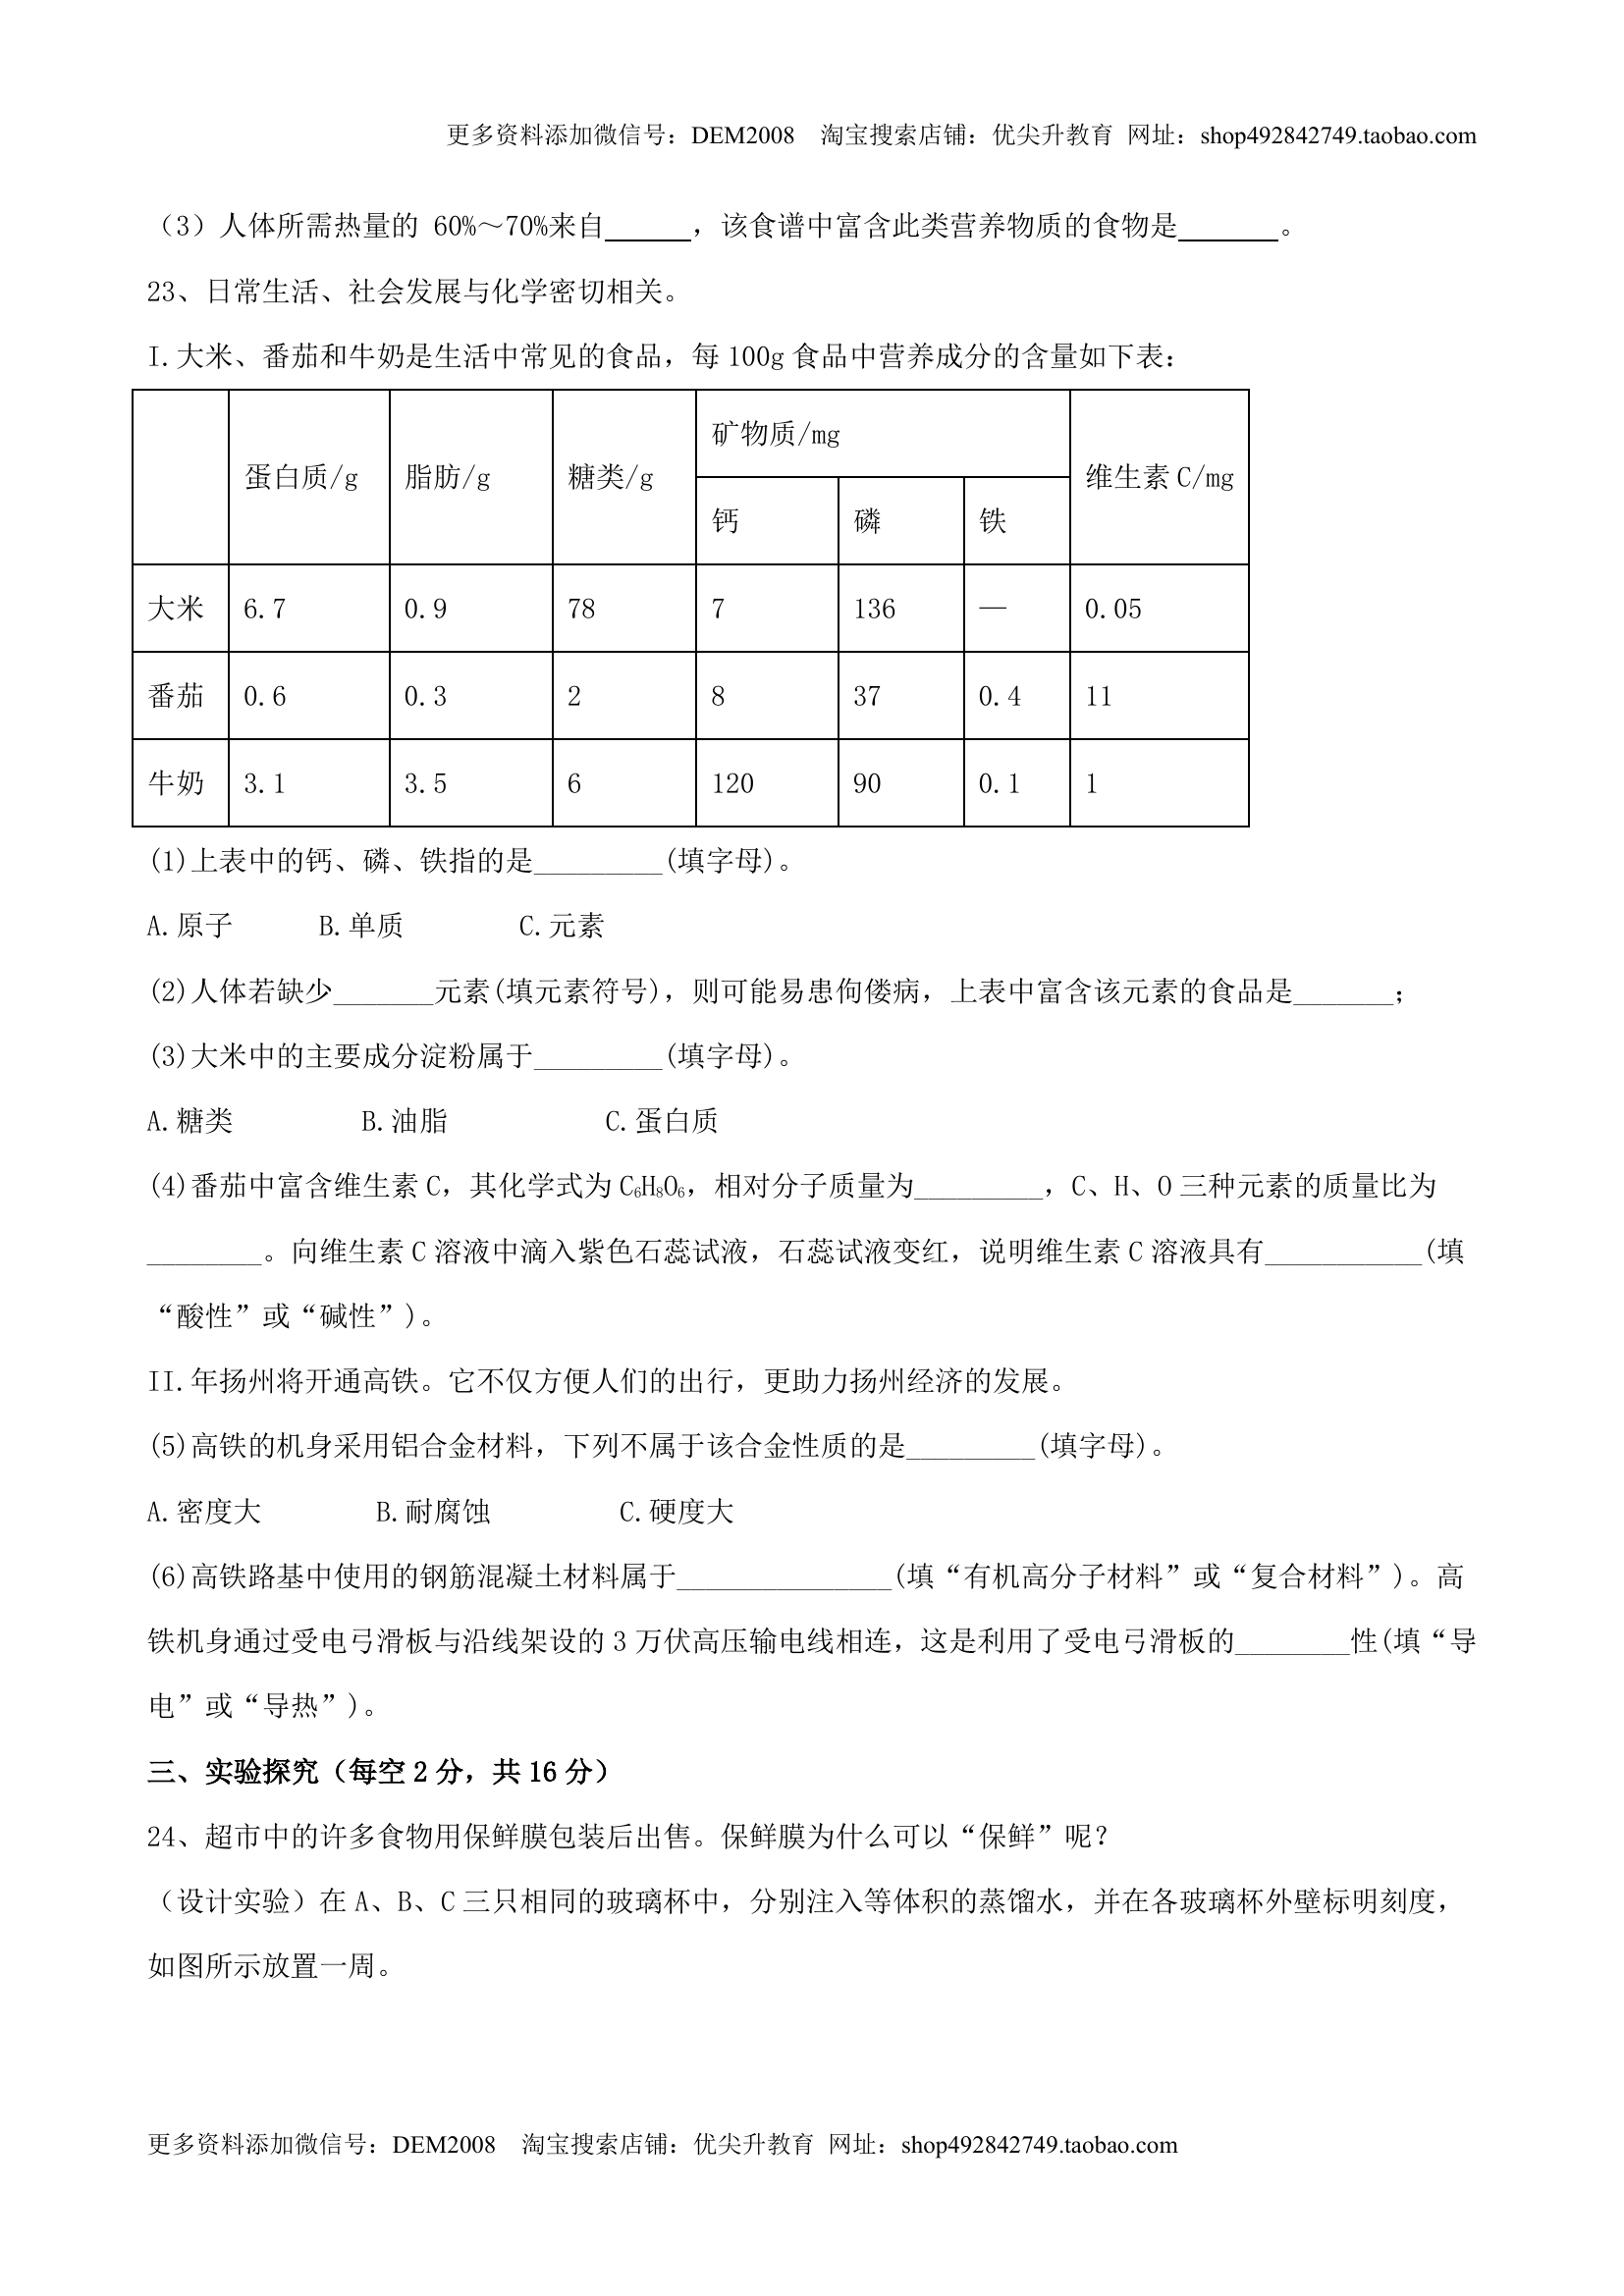 更多资料添加微信号：DEM2008 淘宝搜索店铺：优尖升教育 网址：shop492842749.taobao.com
（3）人体所需热量的 60%～70%来自______，该食谱中富含此类营养物质的食物是_______。
23、日常生活、社会发展与化学密切相关。
I.大米、番茄和牛奶是生活中常见的食品，每 100g 食品中营养成分的含量如下表：
蛋白质/g 脂肪/g 糖类/g 矿物质/mg 维生素 C/mg
钙 磷 铁
大米 6.7 0.9 78 7 136 — 0.05
番茄 0.6 0.3 2 8 37 0.4 11
牛奶 3.1 3.5 6 120 90 0.1 1
(1)上表中的钙、磷、铁指的是_________(填字母)。
A.原子 B.单质 C.元素
(2)人体若缺少_______元素(填元素符号)，则可能易患佝偻病，上表中富含该元素的食品是_______；
(3)大米中的主要成分淀粉属于_________(填字母)。
A.糖类 B.油脂 C.蛋白质
(4)番茄中富含维生素 C，其化学式为 C₆H₈O₆，相对分子质量为_________，C、H、O 三种元素的质量比为
________。向维生素 C 溶液中滴入紫色石蕊试液，石蕊试液变红，说明维生素 C 溶液具有___________(填
“酸性”或“碱性”)。
II.年扬州将开通高铁。它不仅方便人们的出行，更助力扬州经济的发展。
(5)高铁的机身采用铝合金材料，下列不属于该合金性质的是_________(填字母)。
A.密度大 B.耐腐蚀 C.硬度大
(6)高铁路基中使用的钢筋混凝土材料属于_______________(填“有机高分子材料”或“复合材料”)。高
铁机身通过受电弓滑板与沿线架设的 3 万伏高压输电线相连，这是利用了受电弓滑板的________性(填“导
电”或“导热”)。
三、实验探究（每空 2 分，共 16 分）
24、超市中的许多食物用保鲜膜包装后出售。保鲜膜为什么可以“保鲜”呢？
（设计实验）在 A、B、C 三只相同的玻璃杯中，分别注入等体积的蒸馏水，并在各玻璃杯外壁标明刻度，
如图所示放置一周。
更多资料添加微信号：DEM2008 淘宝搜索店铺：优尖升教育 网址：shop492842749.taobao.com